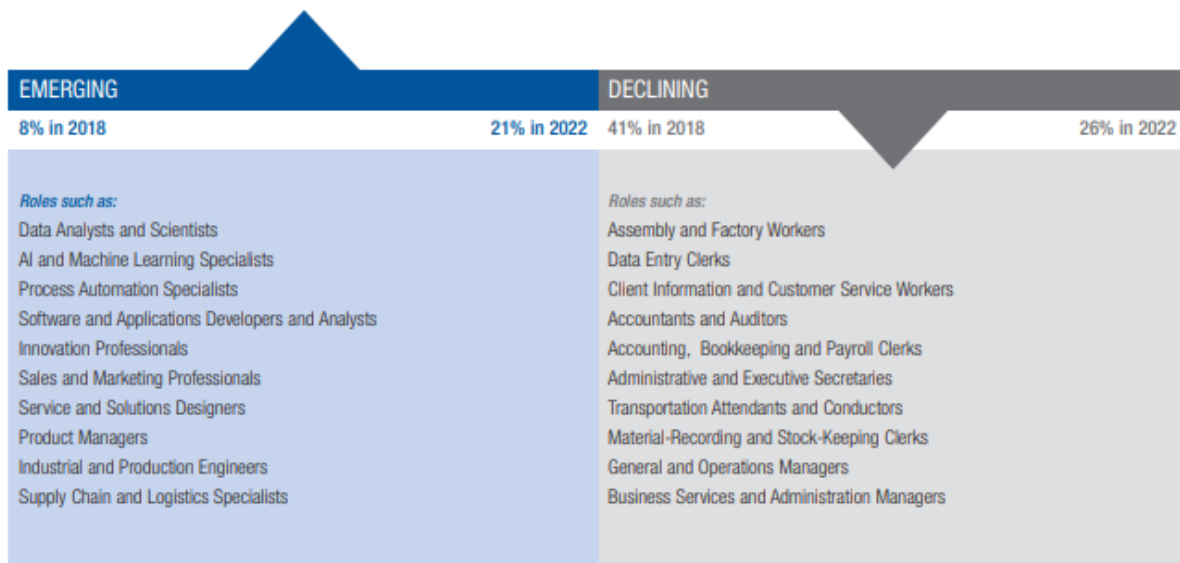 EMERGING
8% in 2018 21% in 2022
Roles such as:
Data Analysts and Scientists
AI and Machine Learning Specialists
Process Automation Specialists
Software and Applications Developers and Analysts
Innovation Professionals
Sales and Marketing Professionals
Service and Solutions Designers
Product Managers
Industrial and Production Engineers
Supply Chain and Logistics Specialists
DECLINING
41% in 2018 26% in 2022
Roles such as:
Assembly and Factory Workers
Data Entry Clerks
Client Information and Customer Service Workers
Accountants and Auditors
Accounting, Bookkeeping and Payroll Clerks
Administrative and Executive Secretaries
Transportation Attendants and Conductors
Material-Recording and Stock-Keeping Clerks
General and Operations Managers
Business Services and Administration Managers